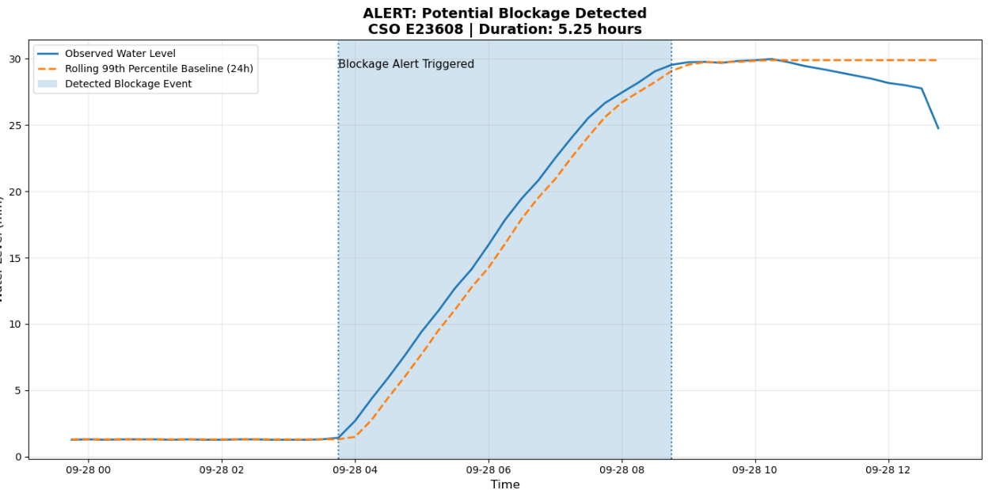 ALERT: Potential Blockage Detected
CSO E23608 | Duration: 5.25 hours
Observed Water Level
Rolling 99th Percentile Baseline (24h)
Detected Blockage Event
Blockage Alert Triggered
30
25
20
15
10
5
0
09-28 00
09-28 02
09-28 04
09-28 06
09-28 08
09-28 10
09-28 12
Time